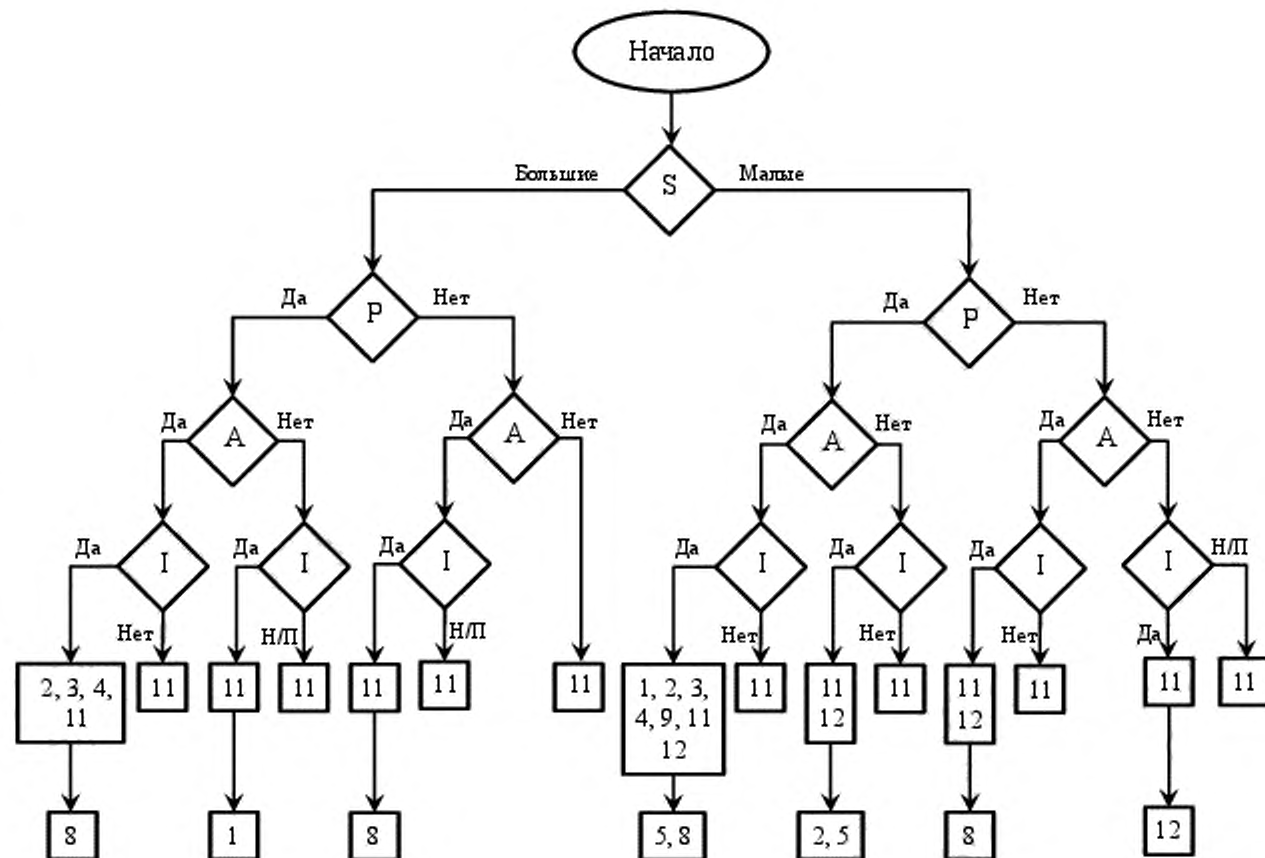 Начало
Большие
S
Малые
Да
P
Нет
Да
P
Нет
Да
A
Нет
Да
A
Нет
Да
A
Нет
Да
A
Нет
Да
I
Да
I
Да
I
Да
I
Да
I
Да
I
I
Н/П
Нет
Н/П
Н/П
Нет
Нет
Нет
Да
2, 3, 4,
11
11
11
11
11
11
11
1, 2, 3,
4, 9, 11
12
11
11
12
11
11
12
11
11
11
8
1
8
5, 8
2, 5
8
12